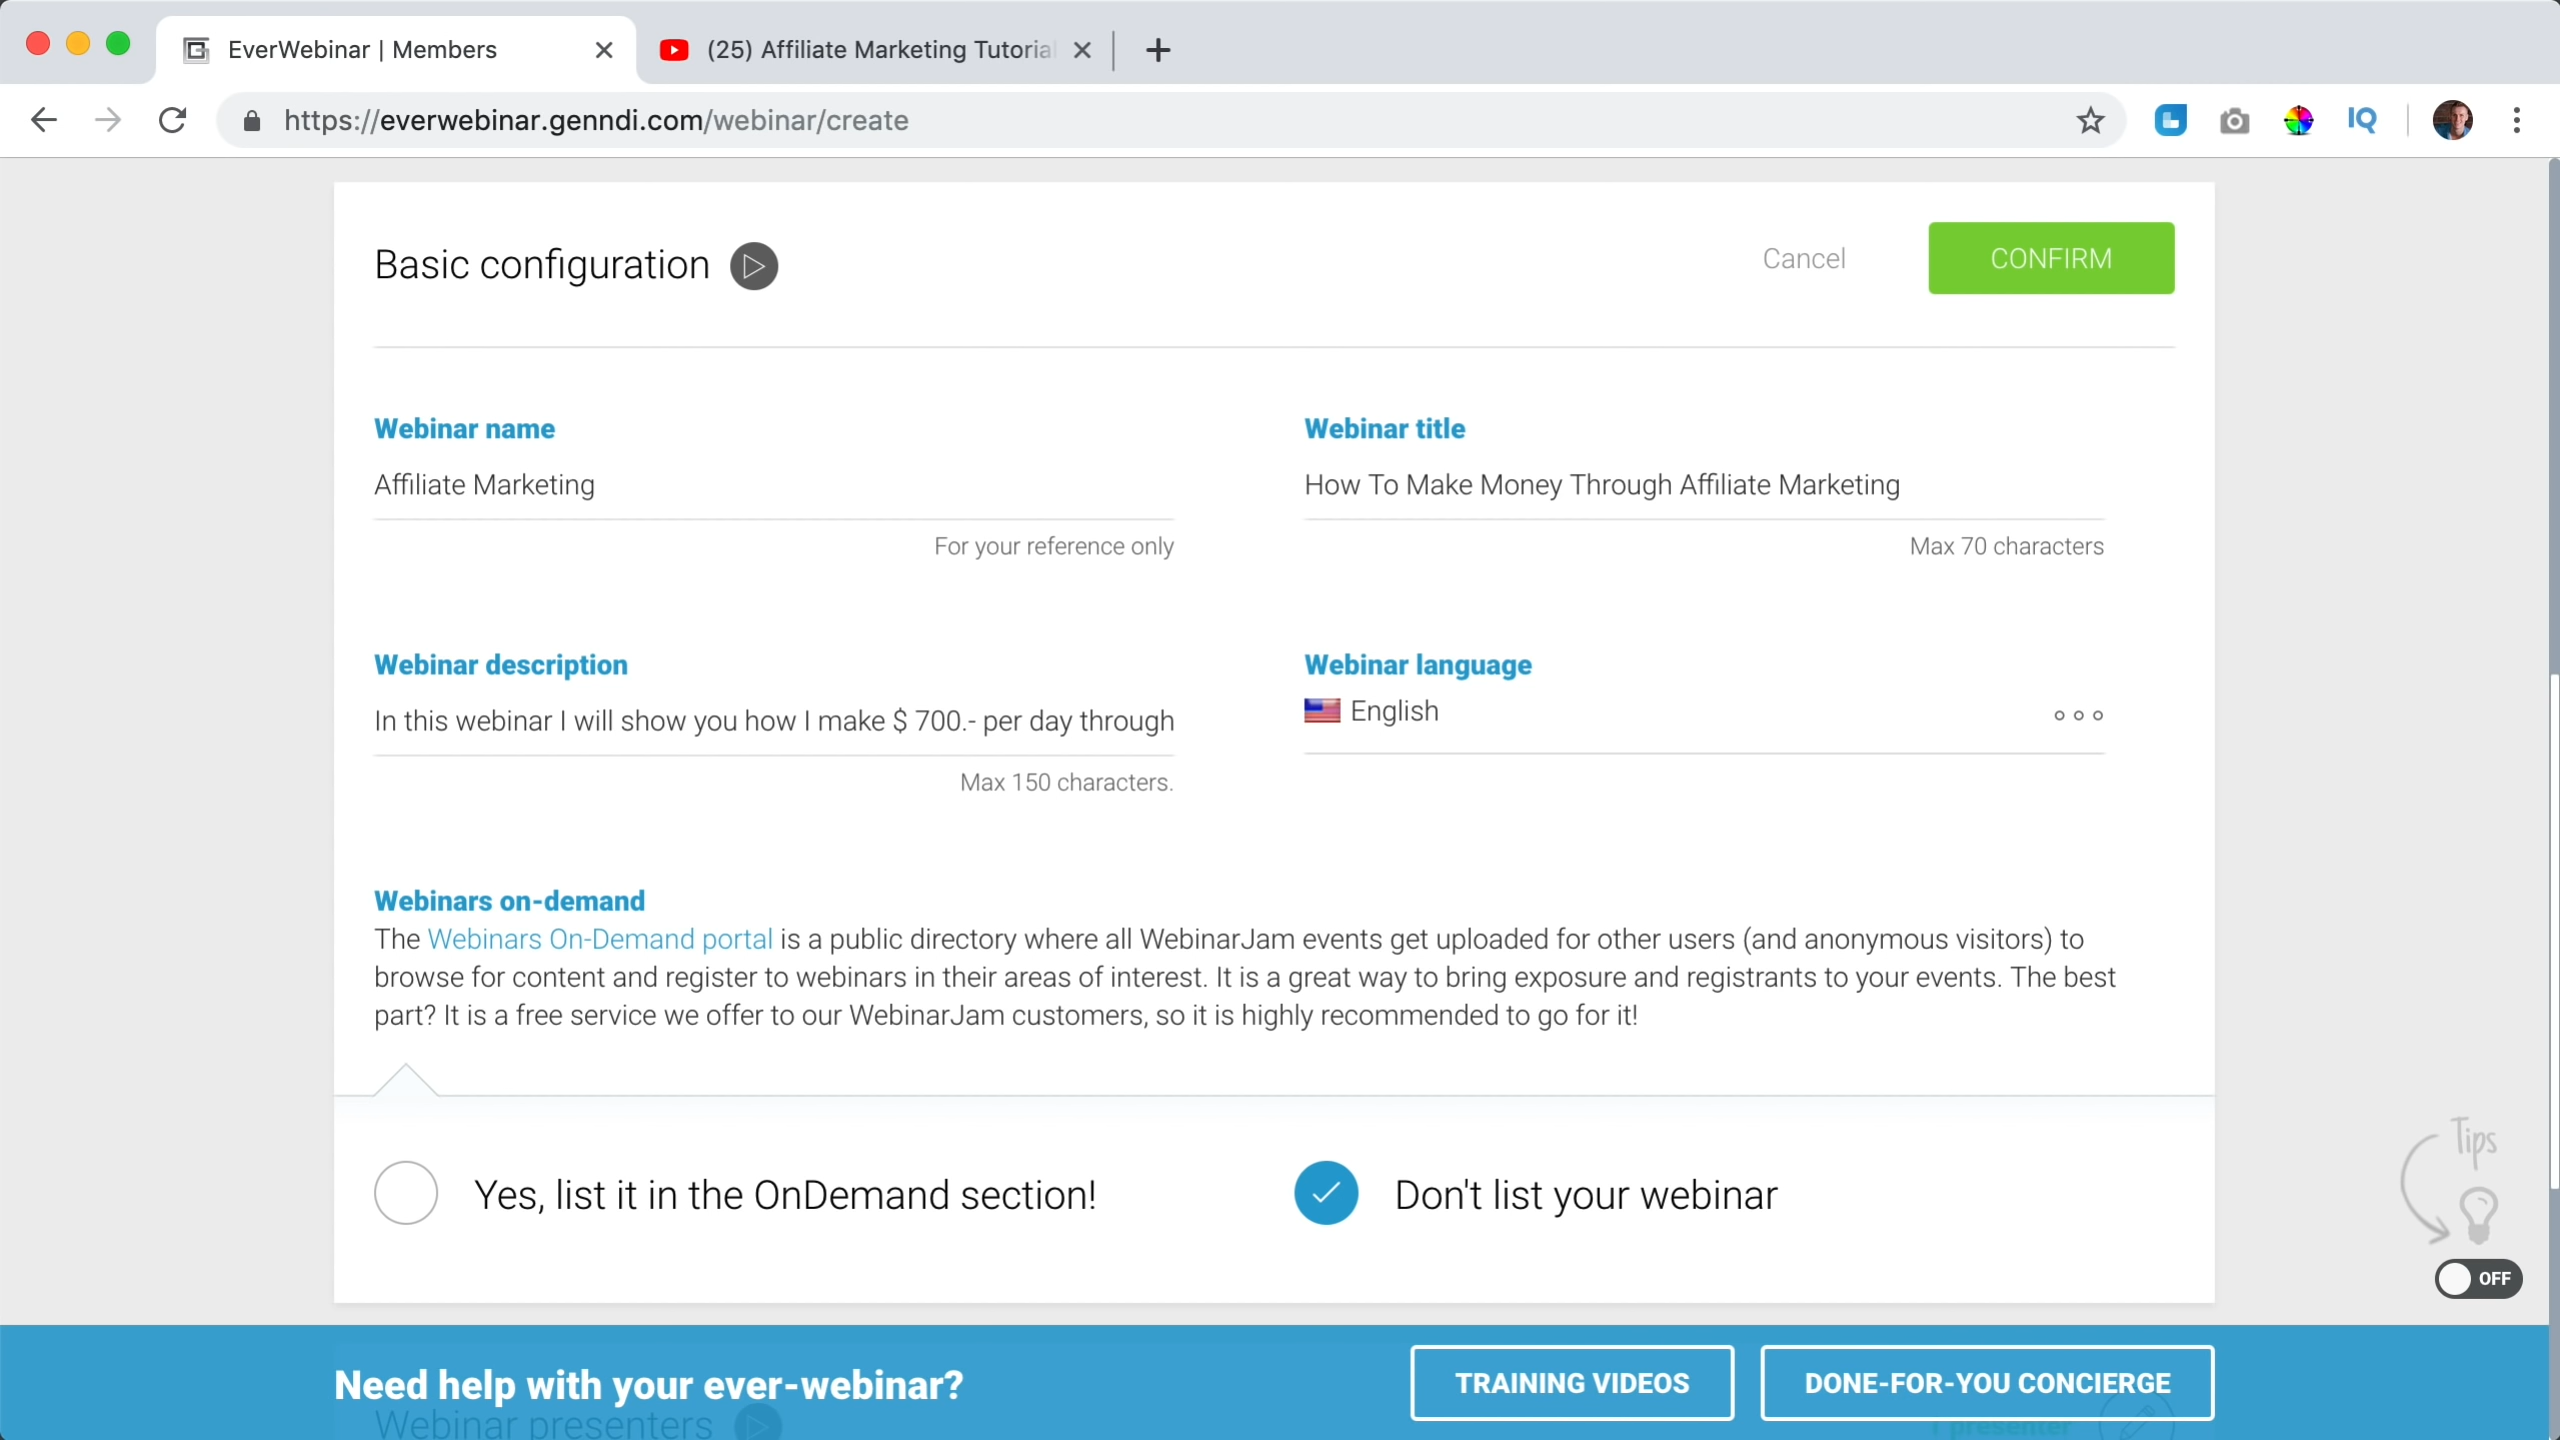 EverWebinar | Members
(25) Affiliate Marketing Tutorial
https://everwebinar.genndi.com/webinar/create
IQ
Basic configuration
Cancel
CONFIRM
Webinar name
Webinar title
Affiliate Marketing
How To Make Money Through Affiliate Marketing
For your reference only
Max 70 characters
Webinar description
Webinar language
In this webinar I will show you how I make $ 700.- per day through
English
Max 150 characters.
Webinars on-demand
The Webinars On-Demand portal is a public directory where all WebinarJam events get uploaded for other users (and anonymous visitors) to
browse for content and register to webinars in their areas of interest. It is a great way to bring exposure and registrants to your events. The best
part? It is a free service we offer to our WebinarJam customers, so it is highly recommended to go for it!
Tips
Yes, list it in the OnDemand section!
Don't list your webinar
OFF
Need help with your ever-webinar?
TRAINING VIDEOS
DONE-FOR-YOU CONCIERGE
Webinar presenters
1 presenter